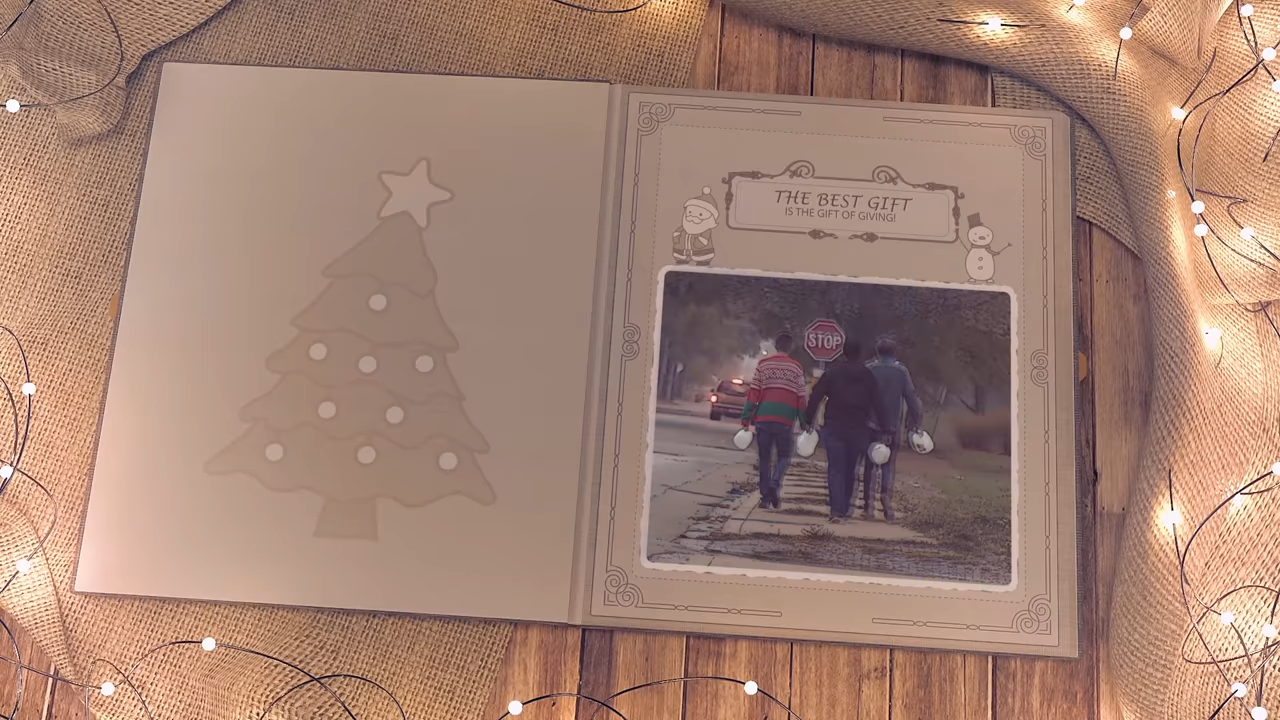 THE BEST GIFT
IS THE GIFT OF GIVING!
STOP